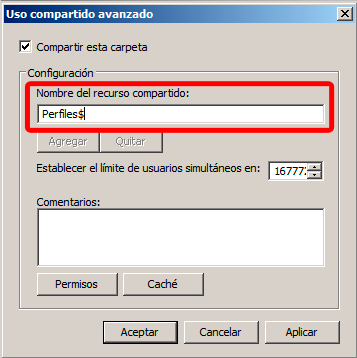 Uso compartido avanzado
Compartir esta carpeta
Configuración
Nombre del recurso compartido:
Perfiles$
Agregar
Quitar
Establecer el límite de usuarios simultáneos en:
16777
Comentarios:
Permisos
Caché
Aceptar
Cancelar
Aplicar